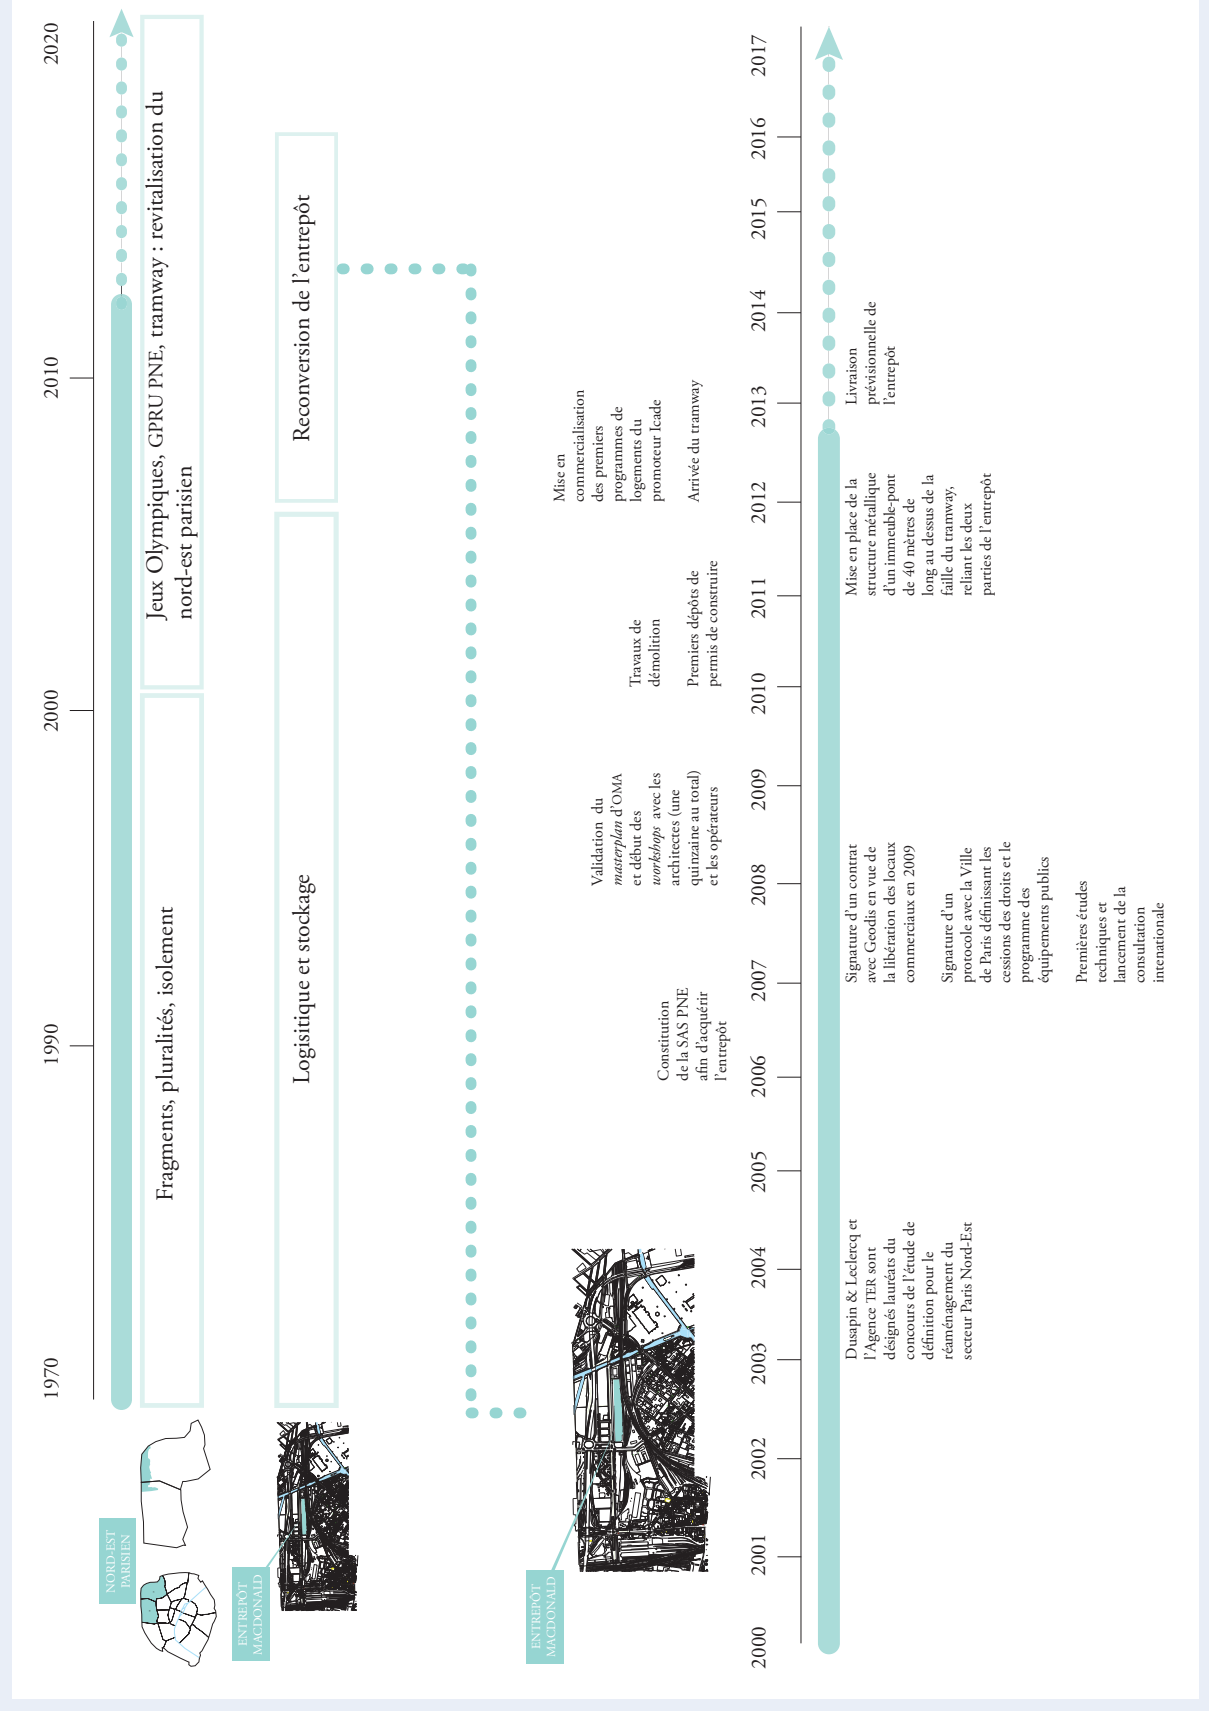 1970
1990
2000
2010
2020
NORD-EST
PARISIEN
Fragments, pluralités, isolement
Jeux Olympiques, GPRU PNE, tramway : revitalisation du
nord-est parisien
ENTREPÔT
MACDONALD
Logisitique et stockage
Reconversion de l'entrepôt
ENTREPÔT
MACDONALD
Constitution
de la SAS PNE
afin d'acquérir
l'entrepôt
Validation du
masterplan d'OMA
et début des
workshops avec les
architectes (une
quinzaine au total)
et les opérateurs
Travaux de
démolition
Premiers dépôts de
permis de construire
Mise en
commercialisation
des premiers
programmes de
logements du
promoteur Icade
Arrivée du tramway
2000
2001
2002
2003
2004
2005
2006
2007
2008
2009
2010
2011
2012
2013
2014
2015
2016
2017
Dusapin & Leclercq et
l'Agence TER sont
désignés lauréats du
concours de l'étude de
définition pour le
réaménagement du
secteur Paris Nord-Est
Signature d'un contrat
avec Geodis en vue de
la libération des locaux
commerciaux en 2009
Signature d'un
protocole avec la Ville
de Paris définissant les
cessions des droits et le
programme des
équipements publics
Premières études
techniques et
lancement de la
consultation
intenationale
Mise en place de la
structure métallique
d'un immeuble-pont
de 40 mètres de
long au dessus de la
faille du tramway,
reliant les deux
parties de l'entrepôt
Livraison
prévisionnelle de
l'entrepôt